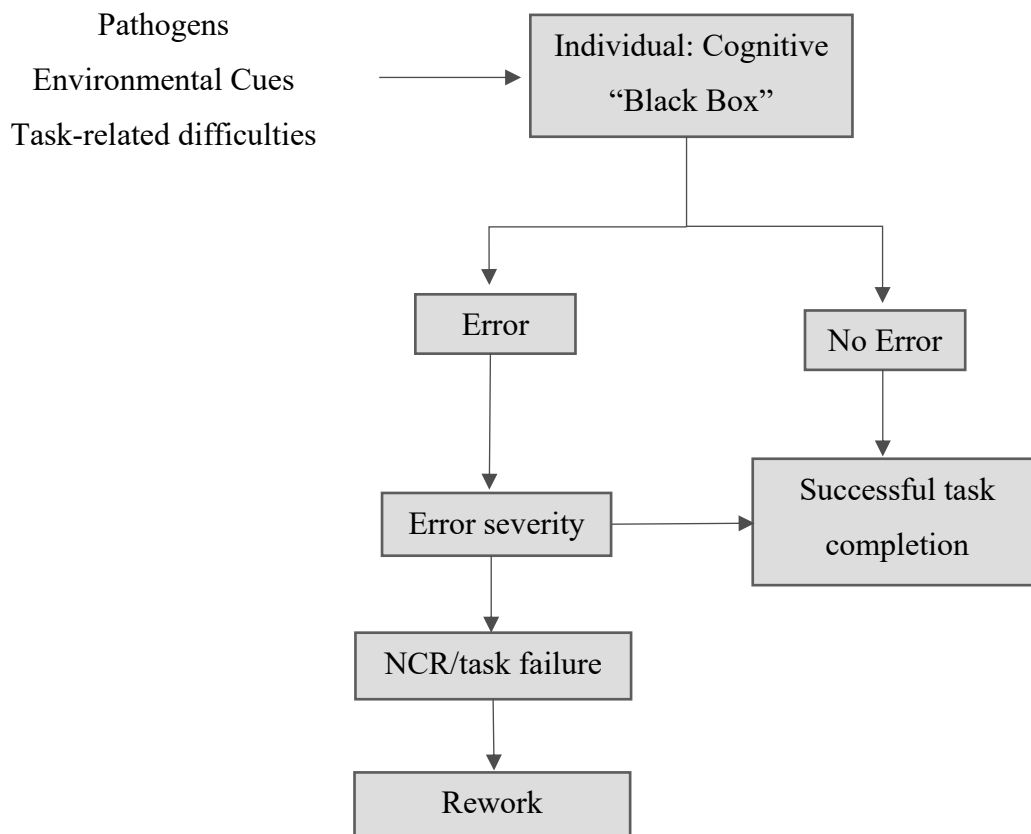 Pathogens
Environmental Cues
Task-related difficulties
Individual: Cognitive
“Black Box”
Error
No Error
Error severity
Successful task
completion
NCR/task failure
Rework